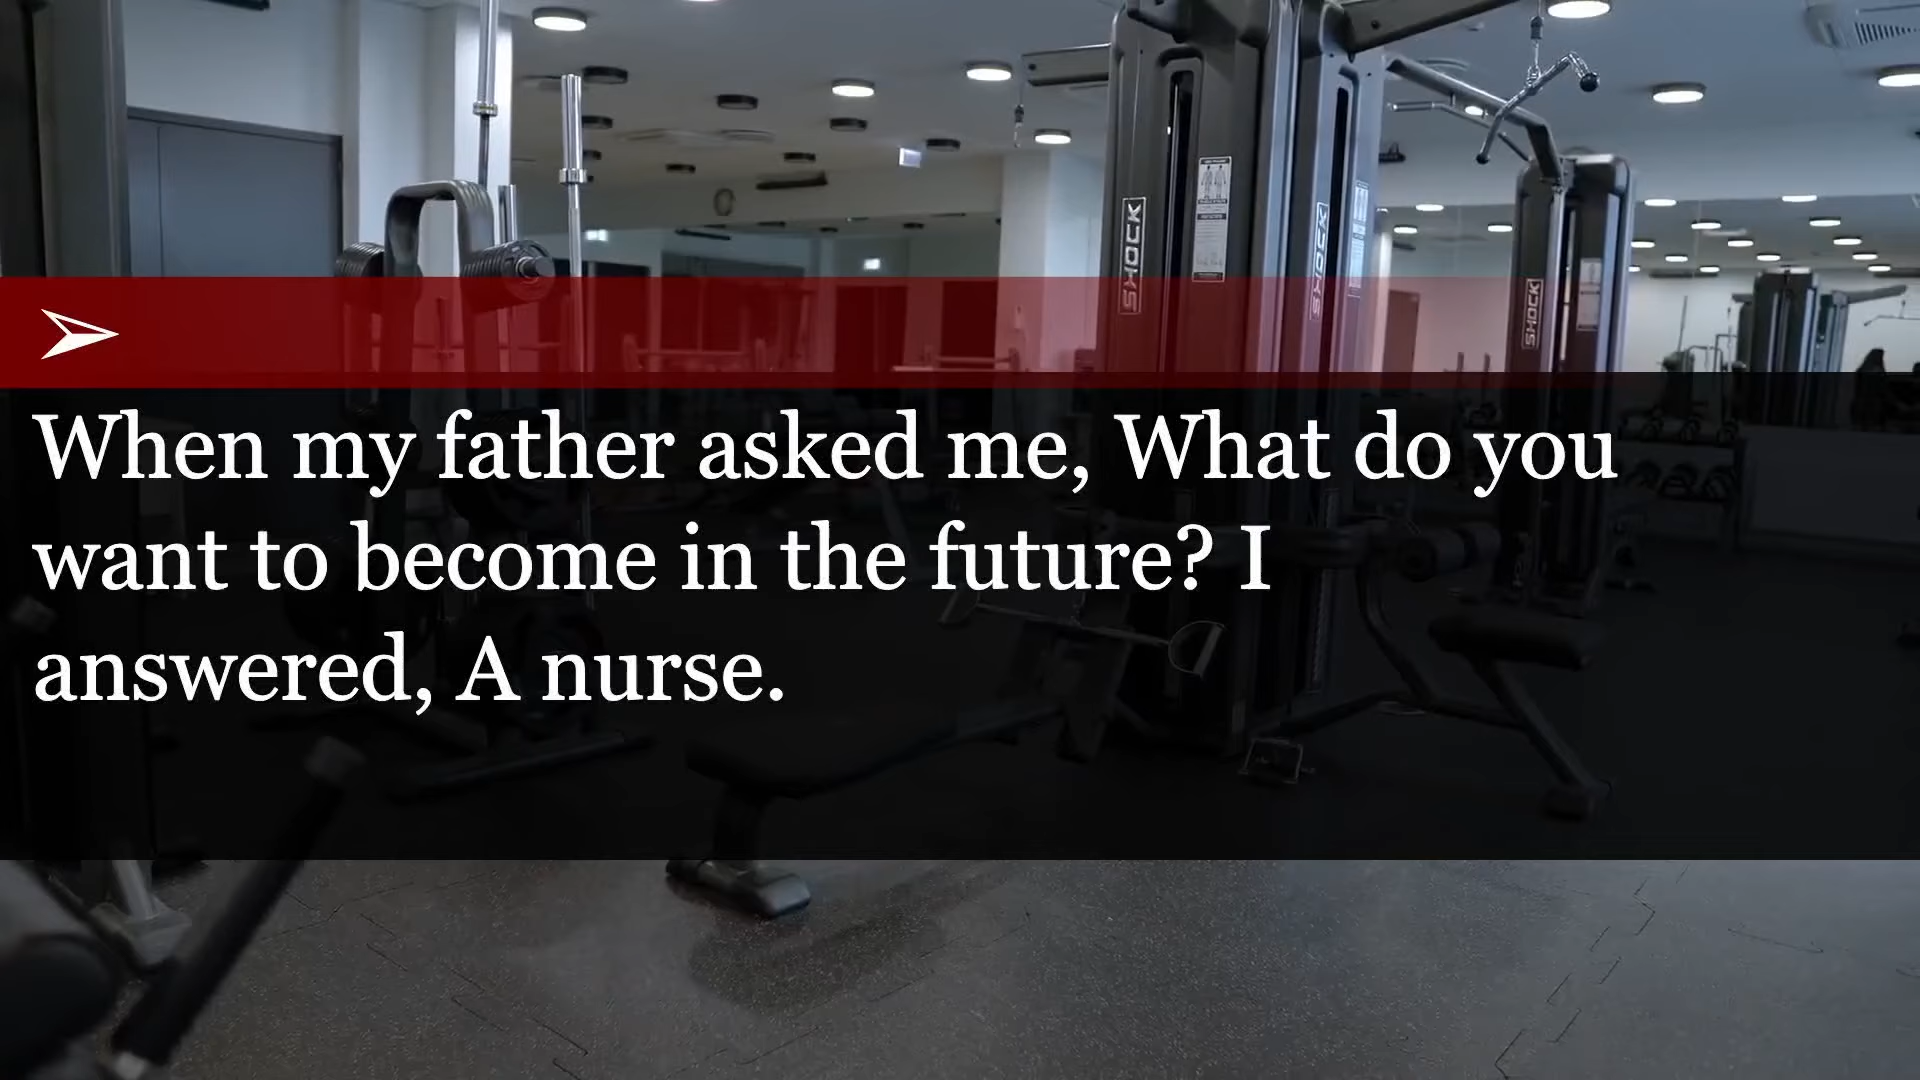 SHOCK
SHOCK
SHOCK
When my father asked me, What do you
want to become in the future? I
answered, A nurse.